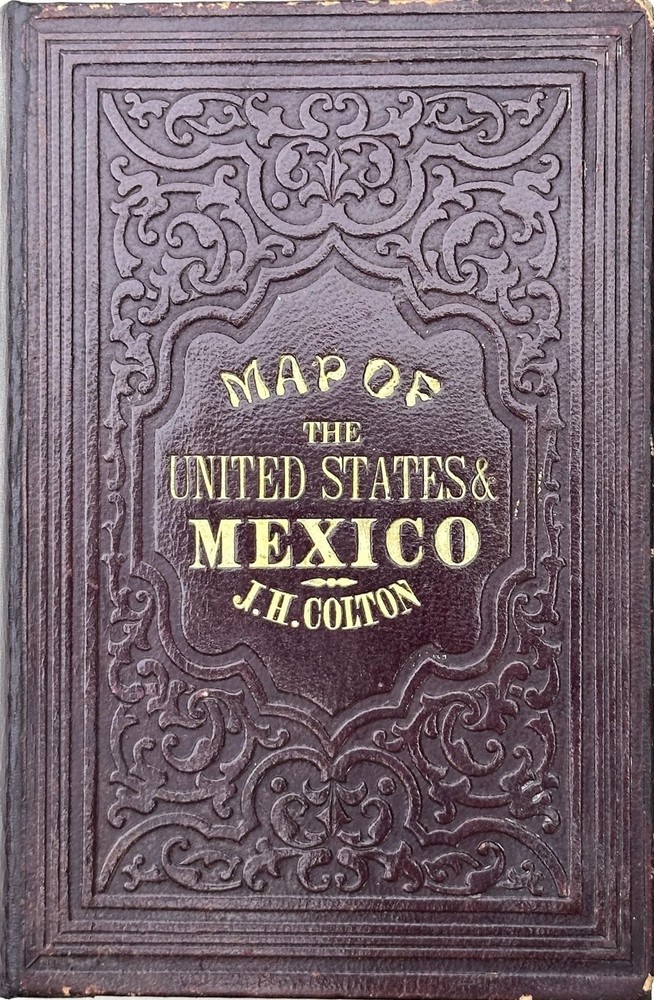 MAP OF
THE
UNITED STATES &
MEXICO
J. H. COLTON